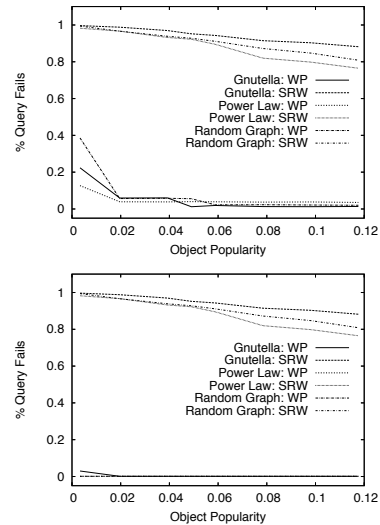 % Query Fails
1
0.8
0.6
0.4
0.2
0
Gnutella: WP
Gnutella: SRW
Power Law: WP
Power Law: SRW
Random Graph: WP
Random Graph: SRW
0 0.02 0.04 0.06 0.08 0.1 0.12
Object Popularity
% Query Fails
1
0.8
0.6
0.4
0.2
0
Gnutella: WP
Gnutella: SRW
Power Law: WP
Power Law: SRW
Random Graph: WP
Random Graph: SRW
0 0.02 0.04 0.06 0.08 0.1 0.12
Object Popularity